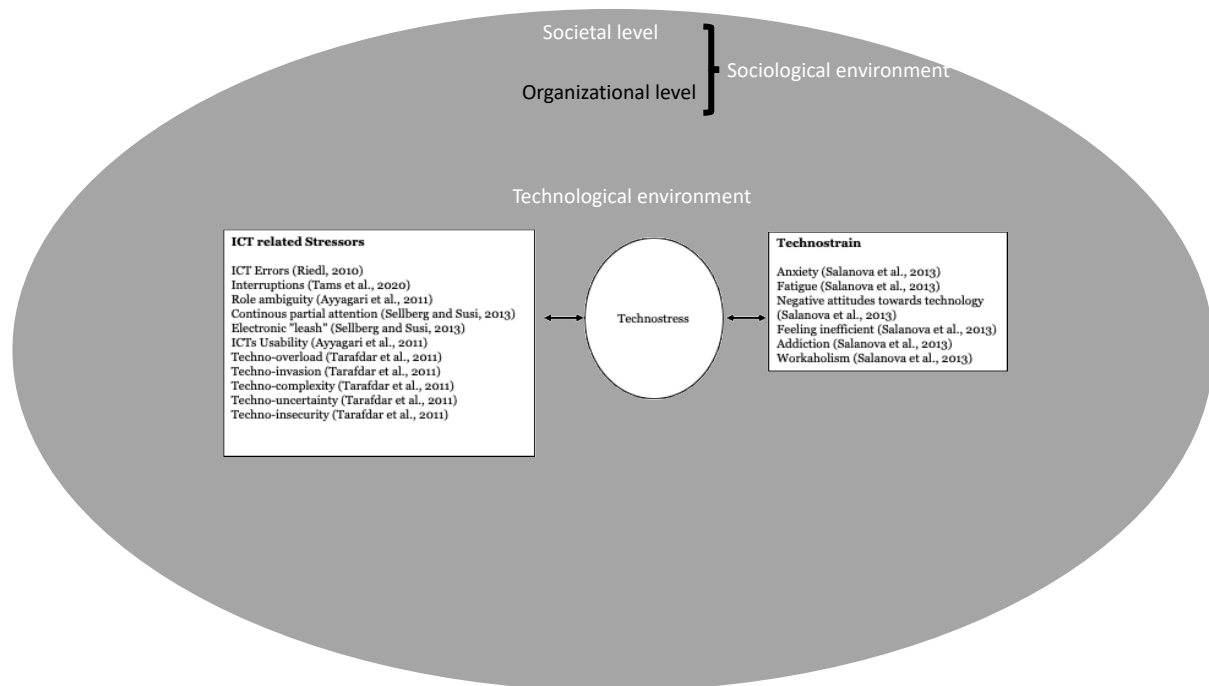 Societal level
Sociological environment
Organizational level
Technological environment
ICT related Stressors
ICT Errors (Riedl, 2010)
Interruptions (Tams et al., 2020)
Role ambiguity (Ayyagari et al., 2011)
Continous partial attention (Sellberg and Susi, 2013)
Electronic "leash" (Sellberg and Susi, 2013)
ICTs Usability (Ayyagari et al., 2011)
Techno-overload (Tarafdar et al., 2011)
Techno-invasion (Tarafdar et al., 2011)
Techno-complexity (Tarafdar et al., 2011)
Techno-uncertainty (Tarafdar et al., 2011)
Techno-insecurity (Tarafdar et al., 2011)
Technostress
Technostrain
Anxiety (Salanova et al., 2013)
Fatigue (Salanova et al., 2013)
Negative attitudes towards technology
(Salanova et al., 2013)
Feeling inefficient (Salanova et al., 2013)
Addiction (Salanova et al., 2013)
Workaholism (Salanova et al., 2013)